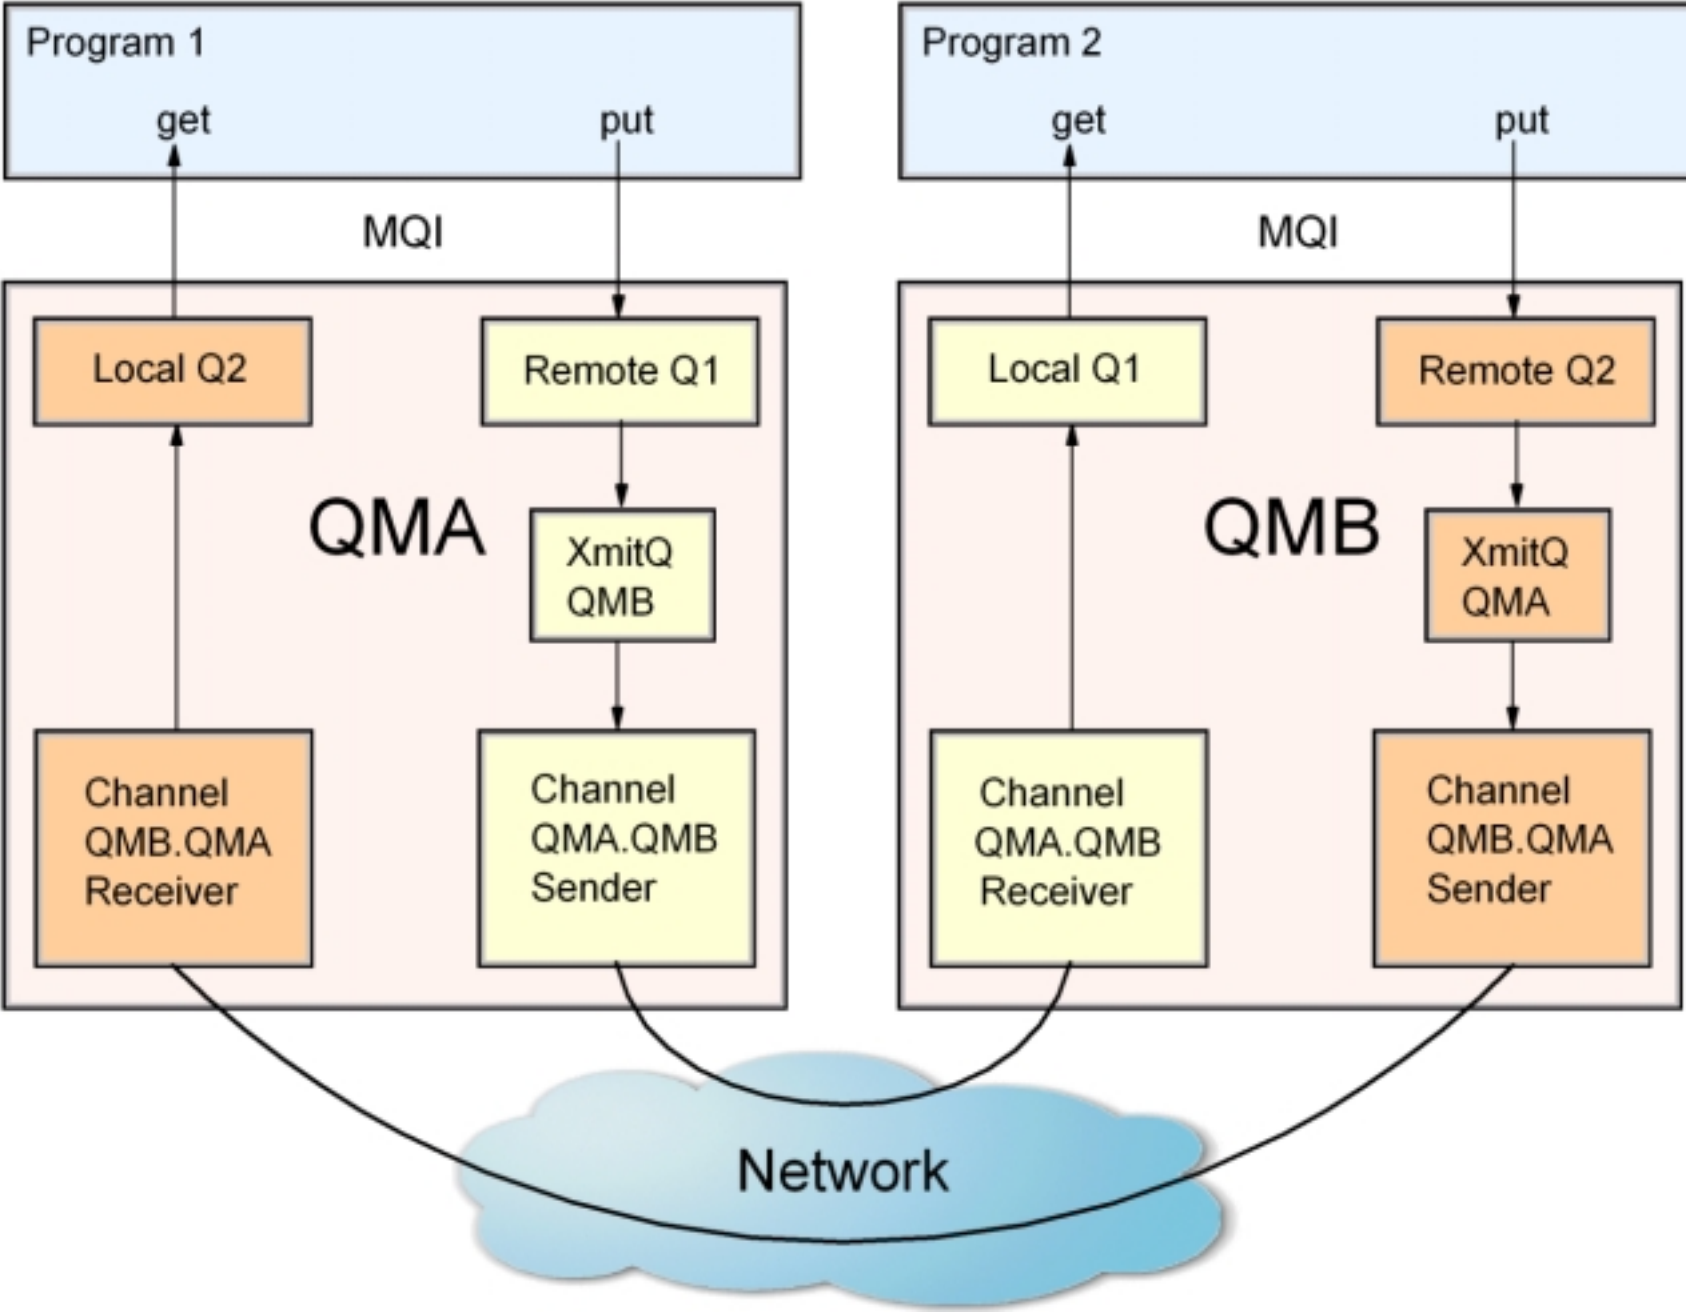 Program 1
get
put
MQI
Local Q2
Remote Q1
QMA
XmitQ
QMB
Channel
QMB.QMA
Receiver
Channel
QMA.QMB
Sender
Program 2
get
put
MQI
Local Q1
Remote Q2
QMB
XmitQ
QMA
Channel
QMA.QMB
Receiver
Channel
QMB.QMA
Sender
Network